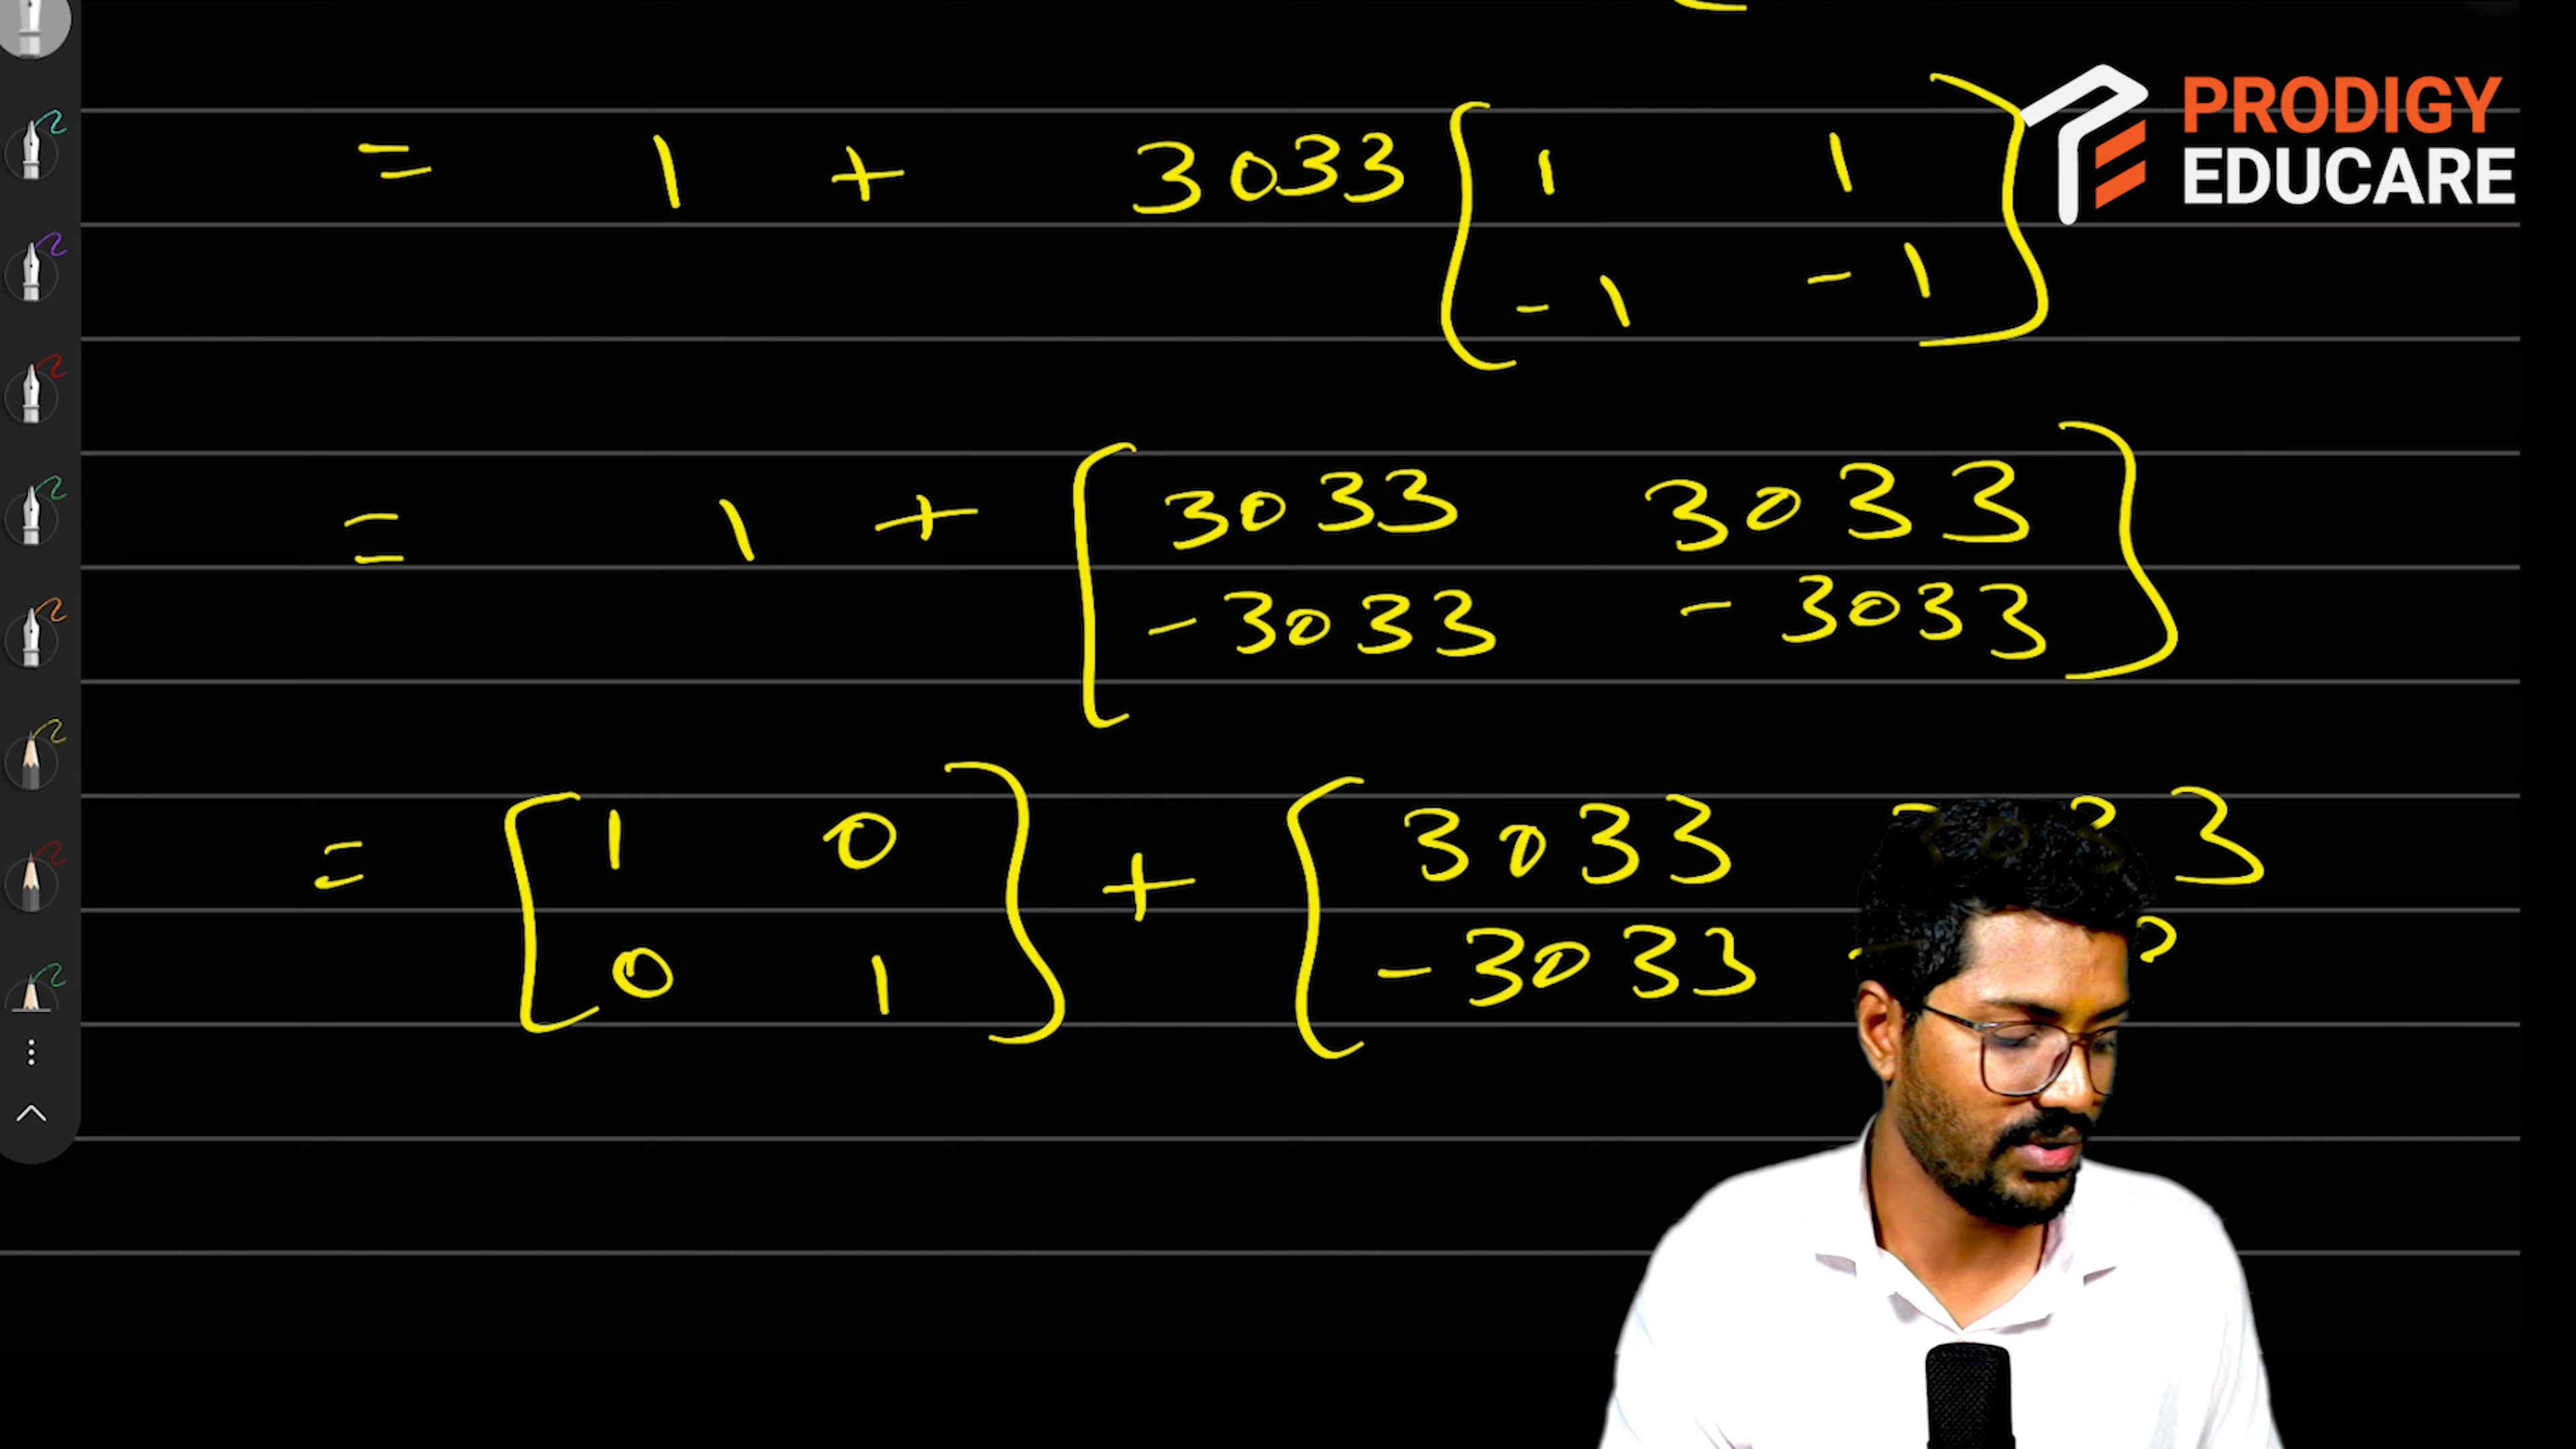 PRODIGY
EDUCARE
= 1 + 3033 [ 1 1
-1 -1 ]
= 1 + [ 3033 3033
-3033 -3033 ]
= [ 1 0 ] + [ 3033 3033
0 1 -3033